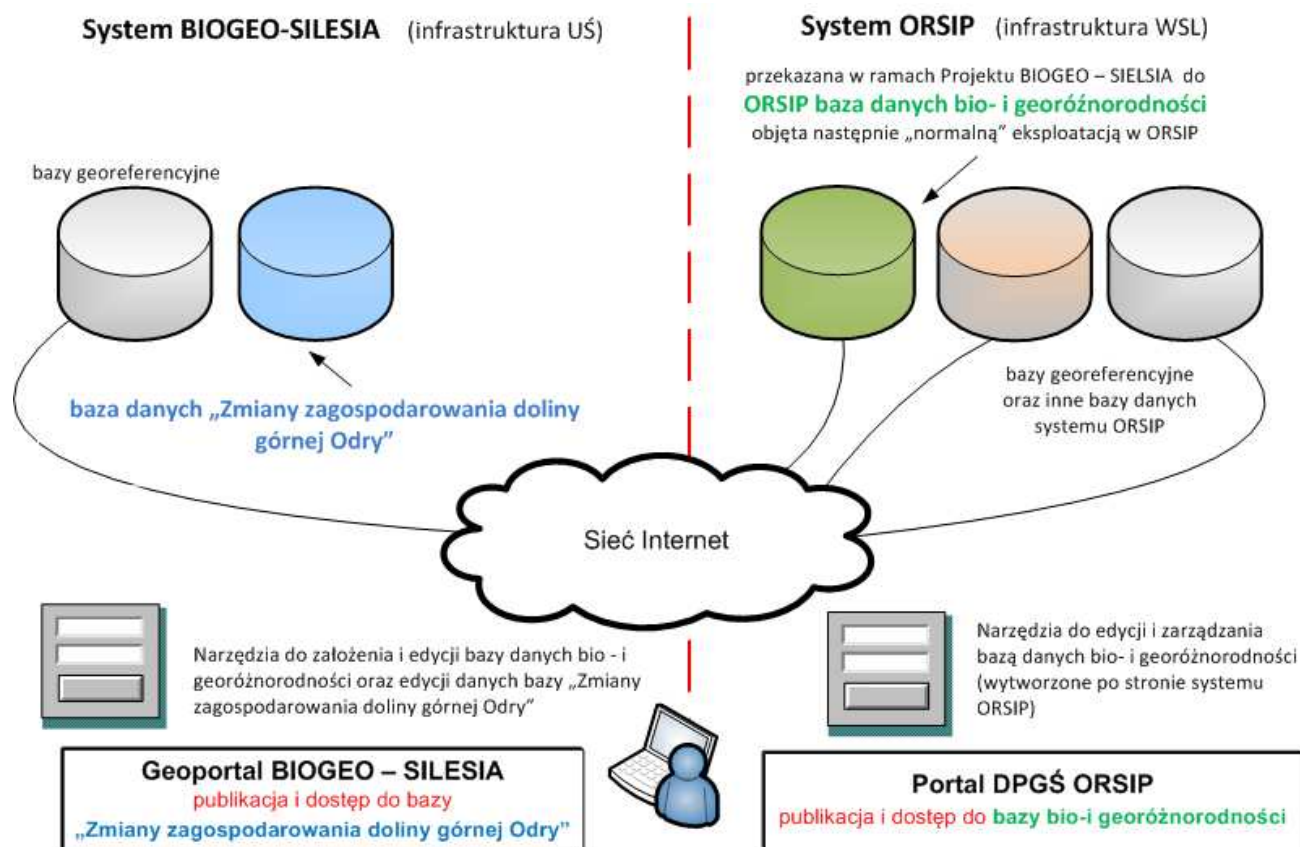 System BIOGEO-SILESIA (infrastruktura UŚ)
System ORSIP (infrastruktura WSL)
przekazana w ramach Projektu BIOGEO – SIELSIA do
ORSIP baza danych bio- i georóźnorodności
objęta następnie „normalną” eksploatacją w ORSIP
bazy georeferencyjne
baza danych „Zmiany zagospodarowania doliny
górnej Odry”
bazy georeferencyjne
oraz inne bazy danych
systemu ORSIP
Sieć Internet
Narzędzia do założenia i edycji bazy danych bio - i
georóżnorodności oraz edycji danych bazy „Zmiany
zagospodarowania doliny górnej Odry”
Narzędzia do edycji i zarządzania
bazą danych bio- i georóżnorodności
(wytworzone po stronie systemu
ORSIP)
Geoportal BIOGEO – SILESIA
publikacja i dostęp do bazy
„Zmiany zagospodarowania doliny górnej Odry”
Portal DPGŚ ORSIP
publikacja i dostęp do bazy bio-i georóżnorodności